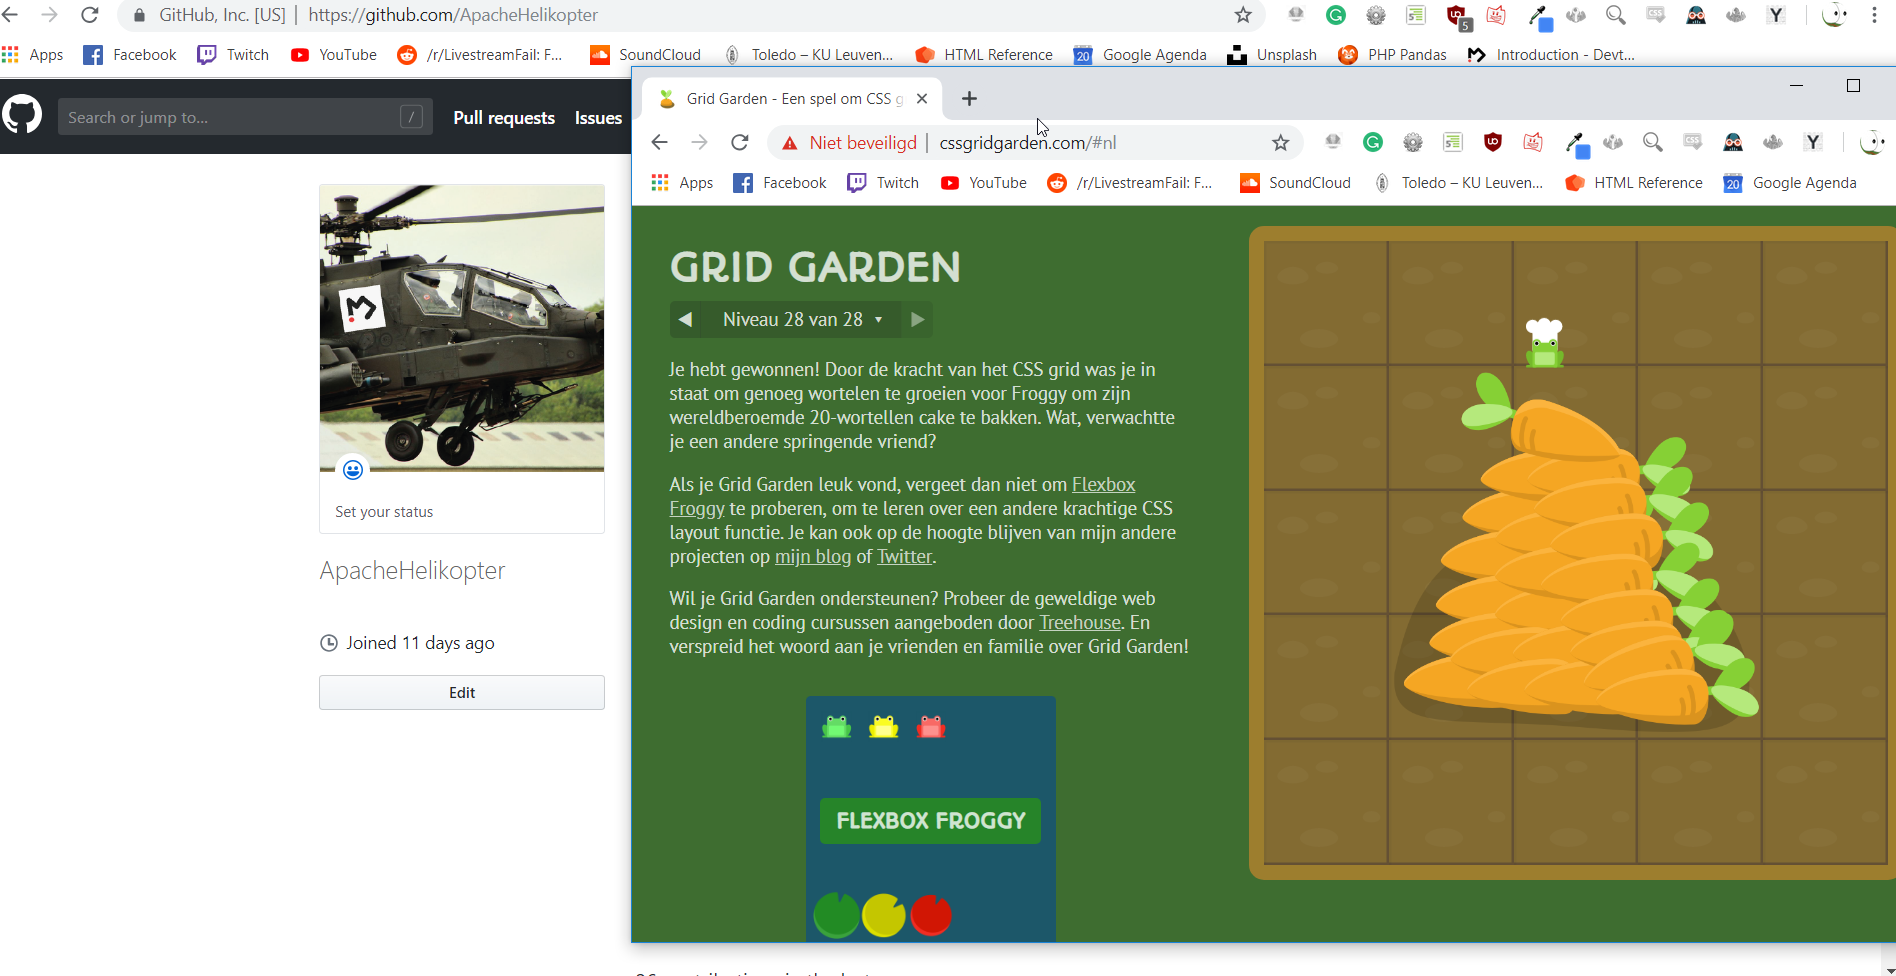 GitHub, Inc. [US] | https://github.com/ApacheHelikopter
5
Apps Facebook Twitch YouTube /r/LivestreamFail: F... SoundCloud Toledo – KU Leuven... HTML Reference 20 Google Agenda Unsplash PHP Pandas Introduction - Devt...
Search or jump to... /
Pull requests Issues
Set your status
ApacheHelikopter
Joined 11 days ago
Edit
Grid Garden - Een spel om CSS g
Niet beveiligd | cssgridgarden.com/#nl
Apps Facebook Twitch YouTube /r/LivestreamFail: F... SoundCloud Toledo – KU Leuven... HTML Reference 20 Google Agenda
GRID GARDEN
Niveau 28 van 28
Je hebt gewonnen! Door de kracht van het CSS grid was je in
staat om genoeg wortelen te groeien voor Froggy om zijn
wereldberoemde 20-wortellen cake te bakken. Wat, verwachtte
je een andere springende vriend?
Als je Grid Garden leuk vond, vergeet dan niet om Flexbox
Froggy te proberen, om te leren over een andere krachtige CSS
layout functie. Je kan ook op de hoogte blijven van mijn andere
projecten op mijn blog of Twitter.
Wil je Grid Garden ondersteunen? Probeer de geweldige web
design en coding cursussen aangeboden door Treehouse. En
verspreid het woord aan je vrienden en familie over Grid Garden!
FLEXBOX FROGGY